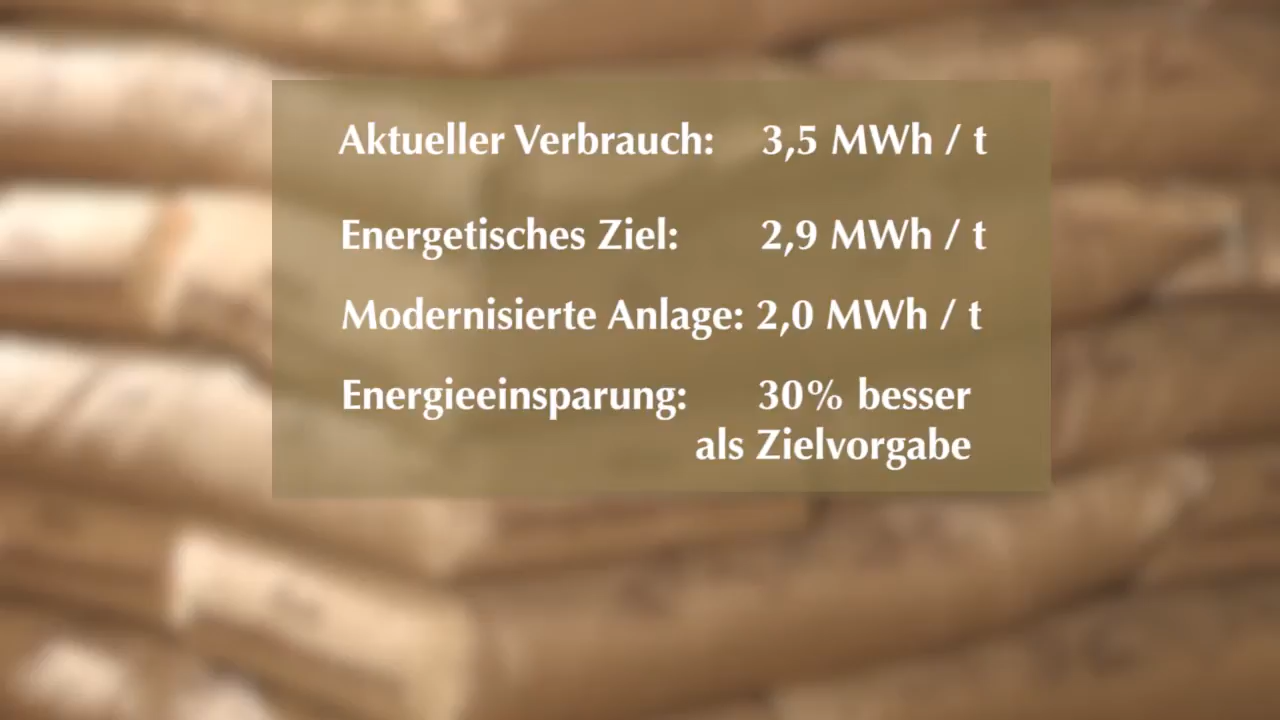 Aktueller Verbrauch: 3,5 MWh / t
Energetisches Ziel: 2,9 MWh / t
Modernisierte Anlage: 2,0 MWh / t
Energieeinsparung: 30% besser
als Zielvorgabe